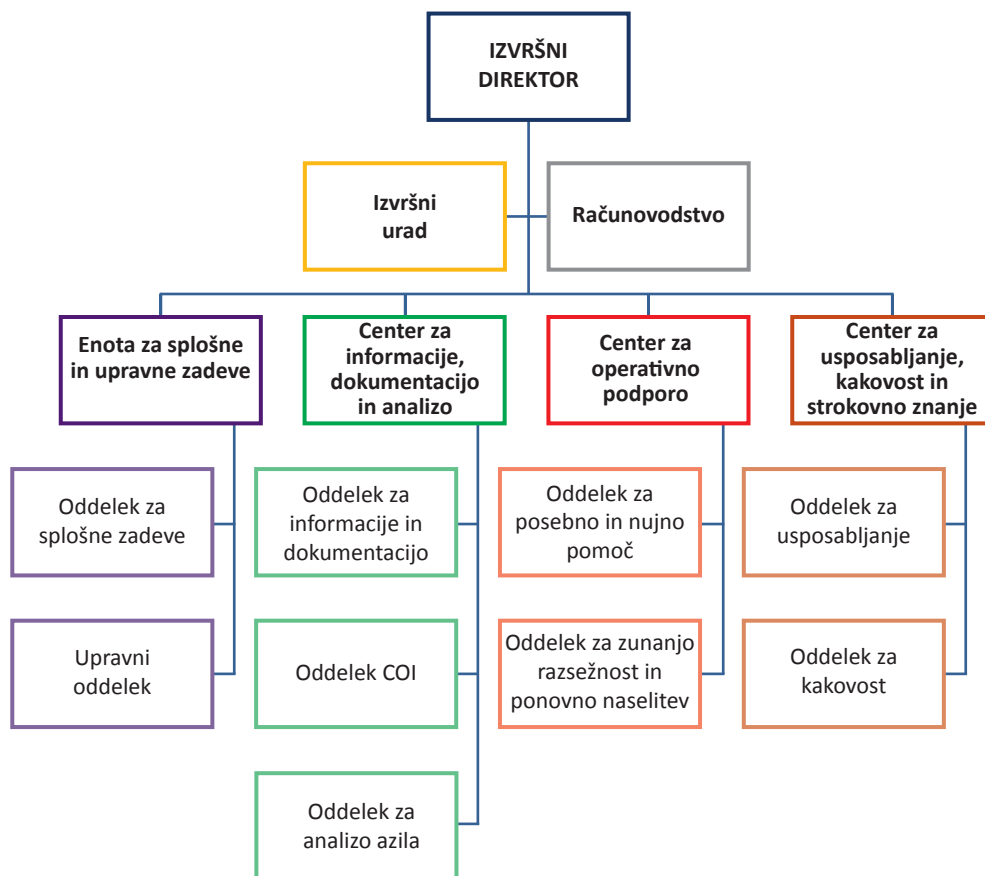 IZVRŠNI
DIREKTOR
Izvršni
urad
Računovodstvo
Enota za splošne
in upravne zadeve
Center za
informacije,
dokumentacijo
in analizo
Center za
operativno
podporo
Center za
usposabljanje,
kakovost in
strokovno znanje
Oddelek za
splošne zadeve
Oddelek za
informacije in
dokumentacijo
Oddelek za
posebno in nujno
pomoč
Oddelek za
usposabljanje
Upravni
oddelek
Oddelek COI
Oddelek za zunanjo
razsežnost in
ponovno naselitev
Oddelek za
kakovost
Oddelek za
analizo azila